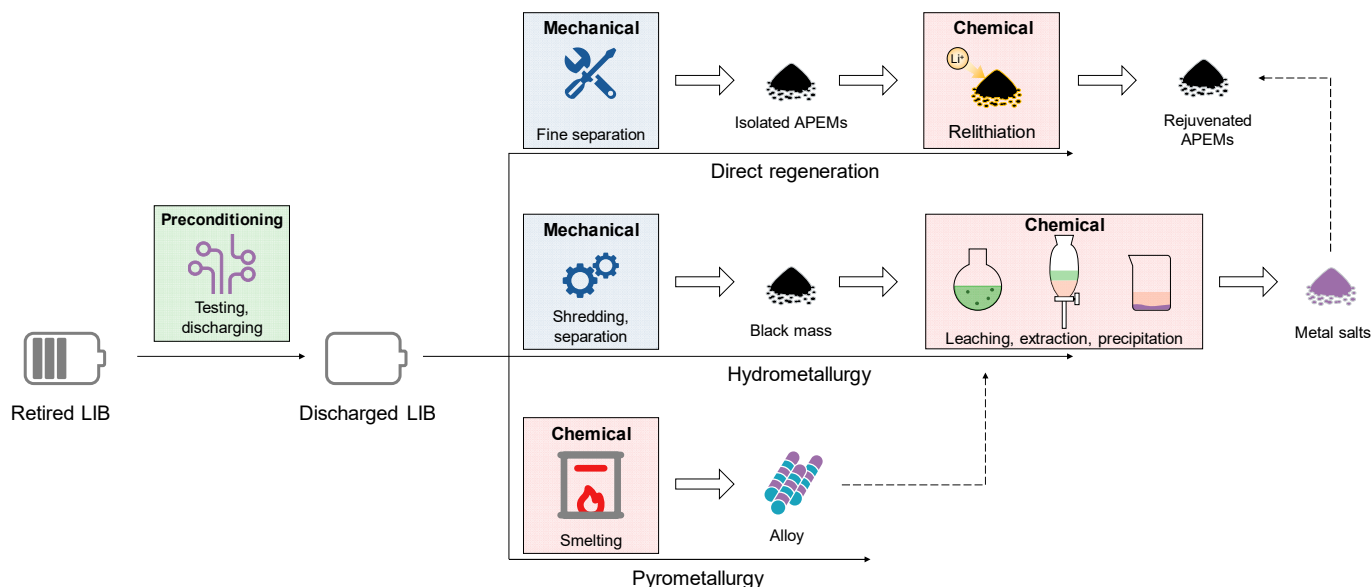 Mechanical
Fine separation
Isolated APEMs
Chemical
Li⁺
Relithiation
Rejuvenated
APEMs
Direct regeneration
Preconditioning
Testing,
discharging
Retired LIB
Discharged LIB
Mechanical
Shredding,
separation
Black mass
Chemical
Leaching, extraction, precipitation
Metal salts
Hydrometallurgy
Chemical
Smelting
Alloy
Pyrometallurgy